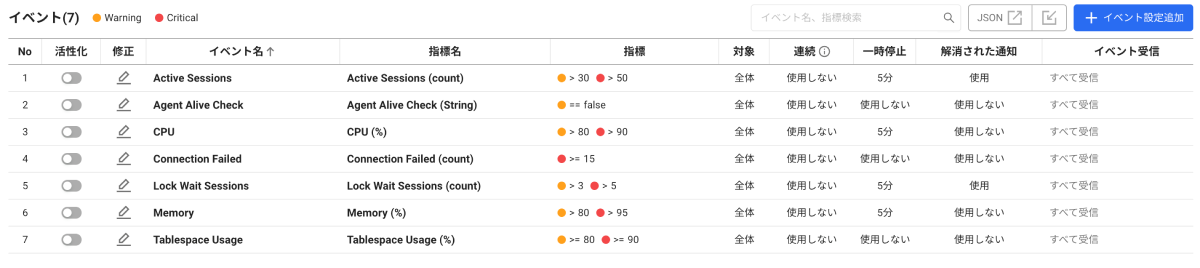 イベント(7) Warning Critical イベント名、指標検索 JSON イベント設定追加
No 活性化 修正 イベント名 ↑ 指標名 指標 対象 連続 一時停止 解消された通知 イベント受信
1 Active Sessions Active Sessions (count) > 30 > 50 全体 使用しない 5分 使用 すべて受信
2 Agent Alive Check Agent Alive Check (String) == false 全体 使用しない 使用しない 使用しない すべて受信
3 CPU CPU (%) > 80 > 90 全体 使用しない 5分 使用しない すべて受信
4 Connection Failed Connection Failed (count) >= 15 全体 使用しない 使用しない 使用しない すべて受信
5 Lock Wait Sessions Lock Wait Sessions (count) > 3 > 5 全体 使用しない 5分 使用 すべて受信
6 Memory Memory (%) > 80 > 95 全体 使用しない 5分 使用しない すべて受信
7 Tablespace Usage Tablespace Usage (%) >= 80 >= 90 全体 使用しない 使用しない 使用しない すべて受信